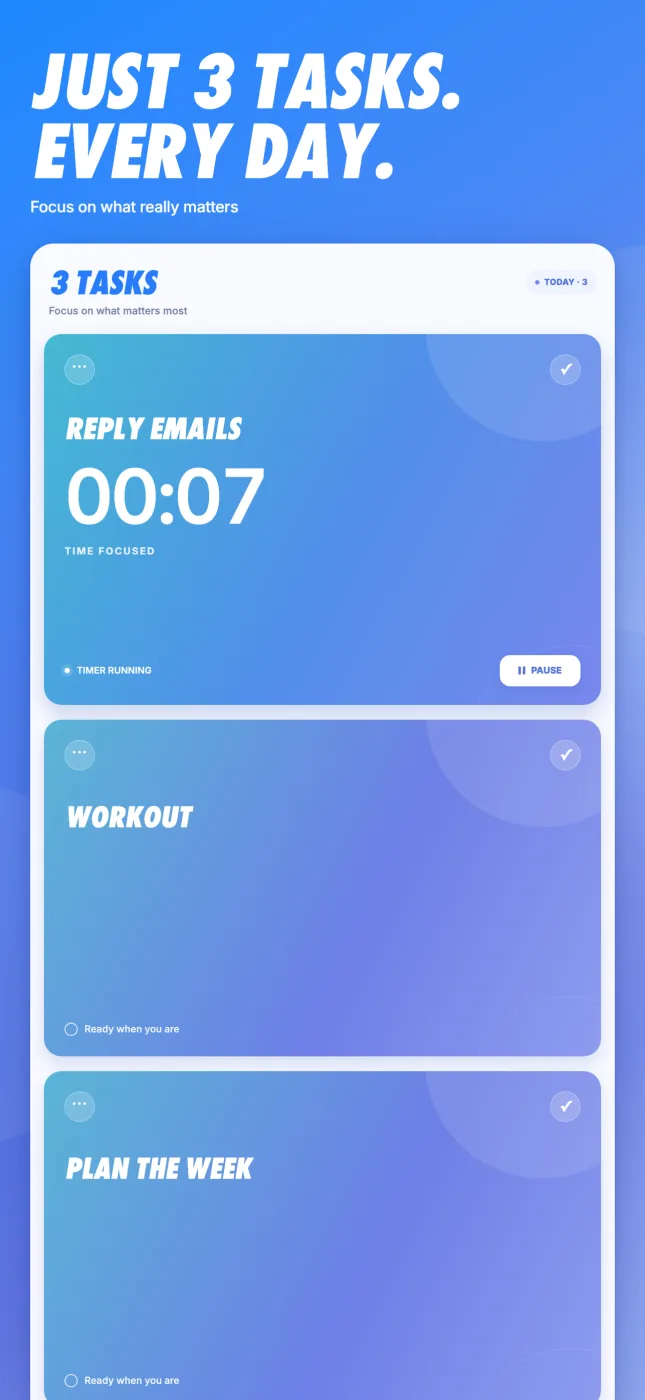 JUST 3 TASKS.
EVERY DAY.
Focus on what really matters
3 TASKS
TODAY · 3
Focus on what matters most
REPLY EMAILS
00:07
TIME FOCUSED
TIMER RUNNING
PAUSE
WORKOUT
Ready when you are
PLAN THE WEEK
Ready when you are